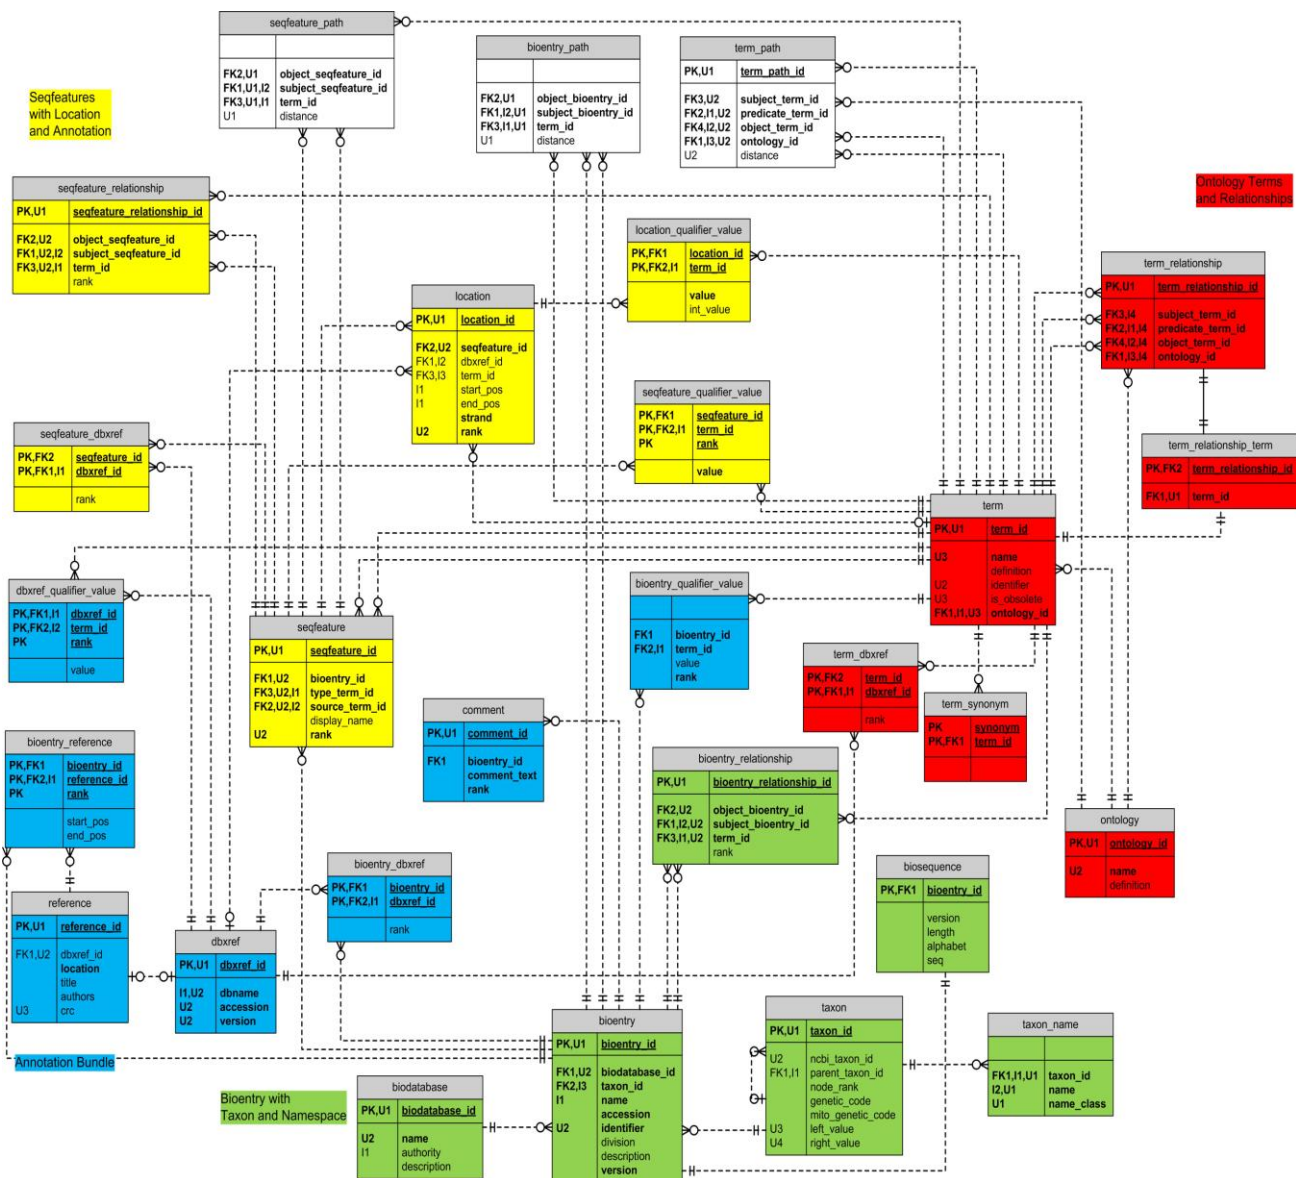 seqfeature_path
FK2,U1 object_seqfeature_id
FK1,U1,I2 subject_seqfeature_id
FK3,U1,I1 term_id
U1 distance
bioentry_path
FK2,U1 object_bioentry_id
FK1,I2,U1 subject_bioentry_id
FK3,I1,U1 term_id
U1 distance
term_path
PK,U1 term_path_id
FK3,U2 subject_term_id
FK2,I1,U2 predicate_term_id
FK4,I2,U2 object_term_id
FK1,I3,U2 ontology_id
U2 distance
Seqfeatures
with Location
and Annotation
seqfeature_relationship
PK,U1 seqfeature_relationship_id
FK2,U2 object_seqfeature_id
FK1,U2,I2 subject_seqfeature_id
FK3,U2,I1 term_id
rank
Ontology Terms
and Relationships
location_qualifier_value
PK,FK1 location_id
PK,FK2,I1 term_id
value
int_value
term_relationship
PK,U1 term_relationship_id
FK3,I4 subject_term_id
FK2,I1,I4 predicate_term_id
FK4,I2,I4 object_term_id
FK1,I3,I4 ontology_id
location
PK,U1 location_id
FK2,U2 seqfeature_id
FK1,I2 dbxref_id
FK3,I3 term_id
I1 start_pos
I1 end_pos
strand
U2 rank
seqfeature_qualifier_value
PK,FK1 seqfeature_id
PK,FK2,I1 term_id
PK rank
value
seqfeature_dbxref
PK,FK2 seqfeature_id
PK,FK1,I1 dbxref_id
rank
term_relationship_term
PK,FK2 term_relationship_id
FK1,U1 term_id
term
PK,U1 term_id
U3 name
definition
U2 identifier
U3 is_obsolete
FK1,I1,U3 ontology_id
dbxref_qualifier_value
PK,FK1,I1 dbxref_id
PK,FK2,I2 term_id
PK rank
value
bioentry_qualifier_value
FK1 bioentry_id
FK2,I1 term_id
value
rank
seqfeature
PK,U1 seqfeature_id
FK1,U2 bioentry_id
FK3,U2,I1 type_term_id
FK2,U2,I2 source_term_id
display_name
U2 rank
term_dbxref
PK,FK2 term_id
PK,FK1,I1 dbxref_id
rank
term_synonym
PK synonym
PK,FK1 term_id
comment
PK,U1 comment_id
FK1 bioentry_id
comment_text
rank
bioentry_reference
PK,FK1 bioentry_id
PK,FK2,I1 reference_id
PK rank
start_pos
end_pos
bioentry_relationship
PK,U1 bioentry_relationship_id
FK2,U2 object_bioentry_id
FK1,I2,U2 subject_bioentry_id
FK3,I1,U2 term_id
rank
ontology
PK,U1 ontology_id
U2 name
definition
bioentry_dbxref
PK,FK1 bioentry_id
PK,FK2,I1 dbxref_id
rank
biosequence
PK,FK1 bioentry_id
version
length
alphabet
seq
reference
PK,U1 reference_id
FK1,U2 dbxref_id
location
title
authors
U3 crc
dbxref
PK,U1 dbxref_id
I1,U2 dbname
U2 accession
U2 version
Annotation Bundle
bioentry
PK,U1 bioentry_id
FK1,U2 biodatabase_id
FK2,I3 taxon_id
I1 name
accession
U2 identifier
division
description
version
taxon
PK,U1 taxon_id
U2 ncbi_taxon_id
FK1,I1 parent_taxon_id
node_rank
genetic_code
mito_genetic_code
U3 left_value
U4 right_value
taxon_name
FK1,I1,U1 taxon_id
I2,U1 name
U1 name_class
Bioentry with
Taxon and Namespace
biodatabase
PK,U1 biodatabase_id
U2 name
I1 authority
description